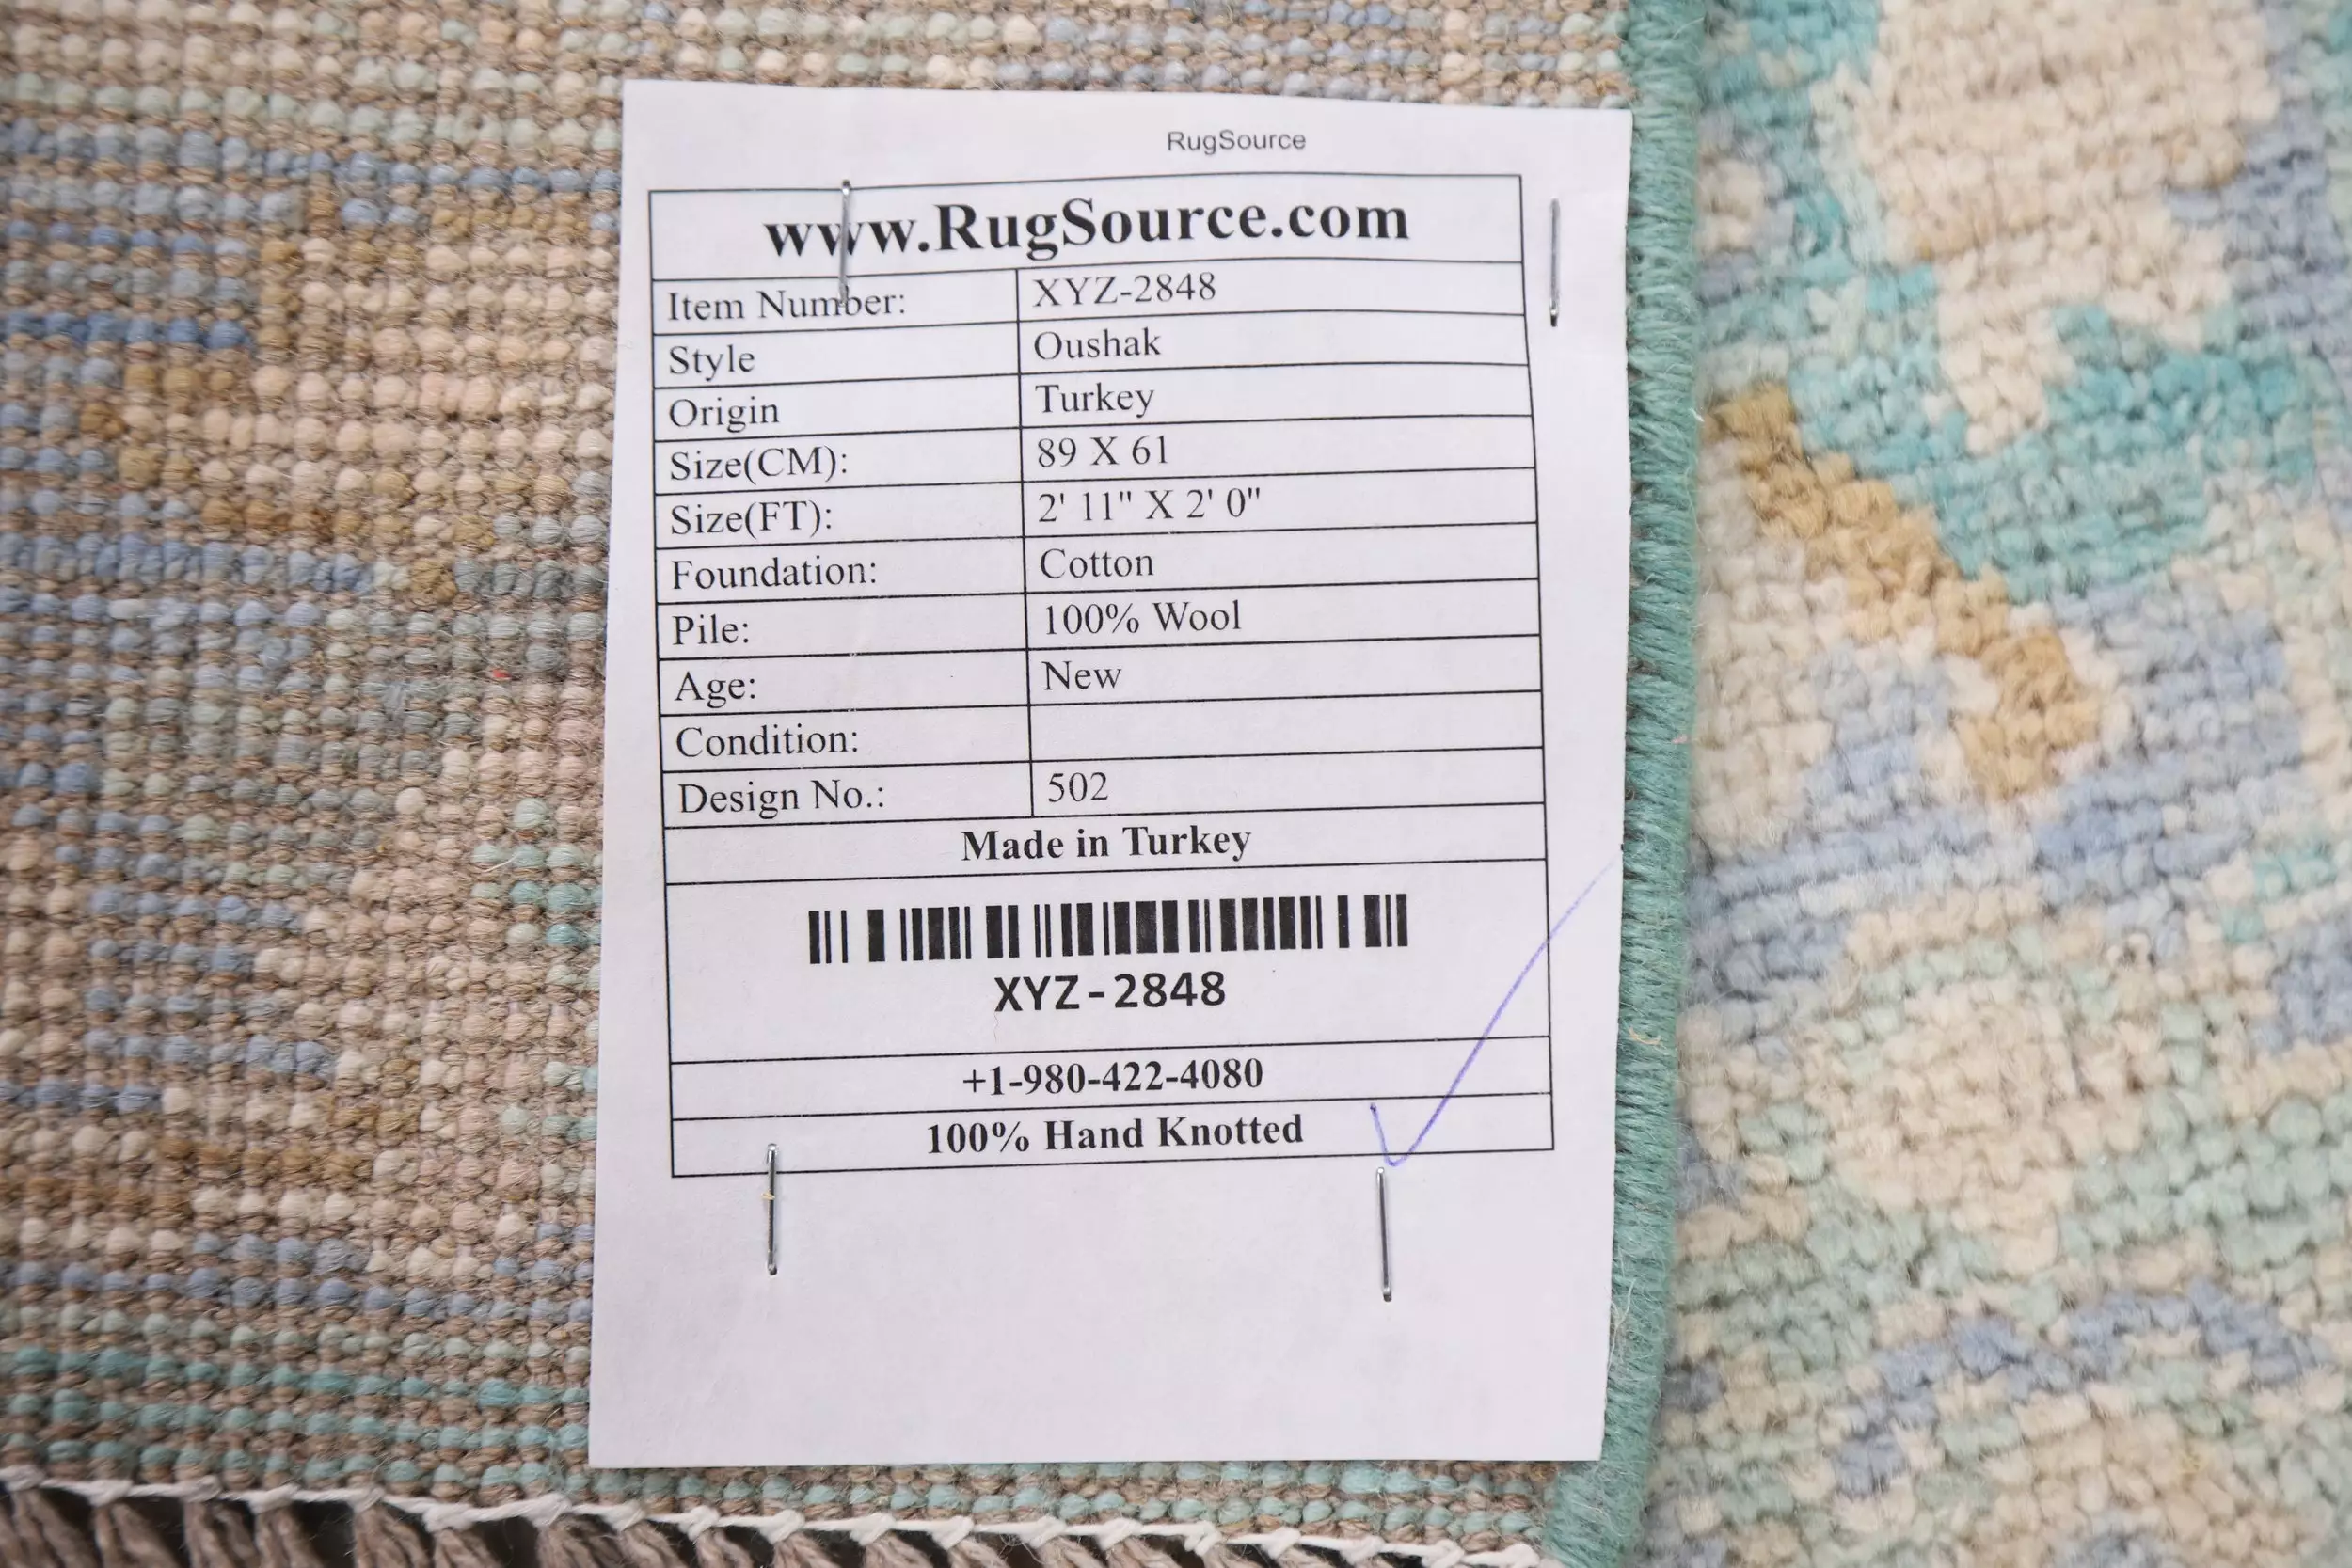 RugSource
www.RugSource.com
Item Number: XYZ-2848
Style Oushak
Origin Turkey
Size(CM): 89 X 61
Size(FT): 2' 11" X 2' 0"
Foundation: Cotton
Pile: 100% Wool
Age: New
Condition:
Design No.: 502
Made in Turkey
XYZ-2848
+1-980-422-4080
100% Hand Knotted